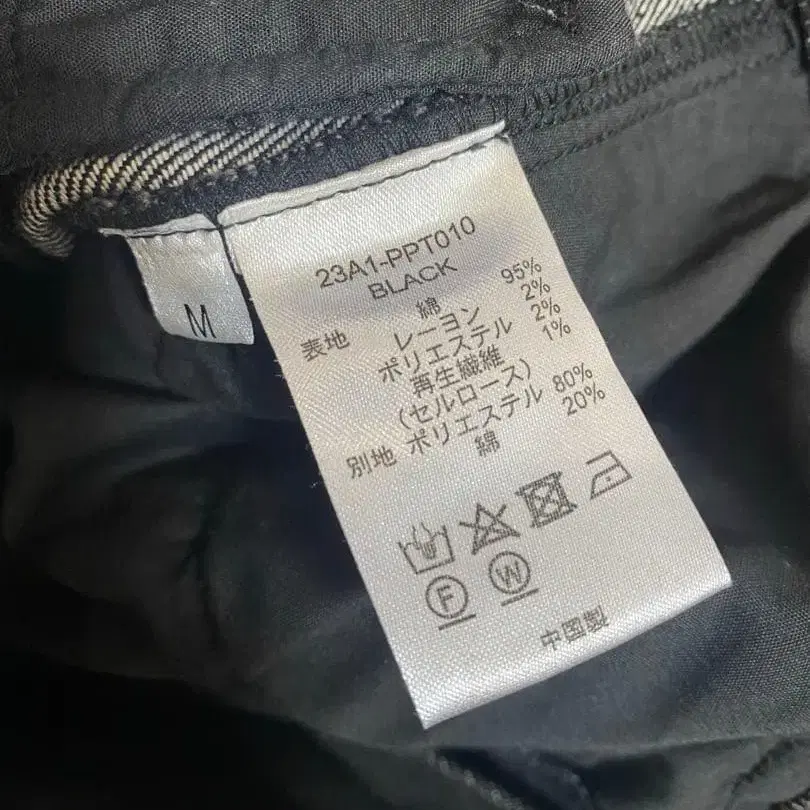 M
23A1-PPT010
BLACK
表地 綿 95%
レーヨン 2%
ポリエステル 2%
再生繊維 1%
(セルロース)
別地 ポリエステル 80%
綿 20%
F W
中国製